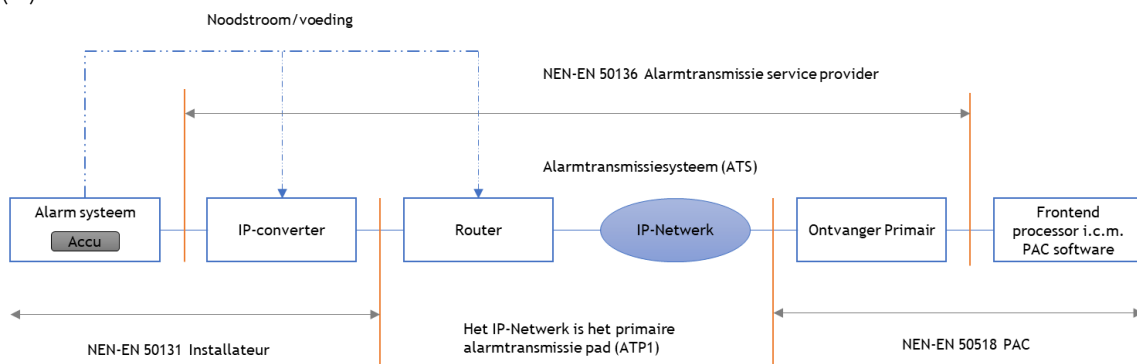 Noodstroom/voeding
NEN-EN 50136 Alarmtransmissie service provider
Alarmtransmissiesysteem (ATS)
Alarm systeem
Accu
IP-converter
Router
IP-Netwerk
Ontvanger Primair
Frontend
processor i.c.m.
PAC software
NEN-EN 50131 Installateur
Het IP-Netwerk is het primaire
alarmtransmissie pad (ATP1)
NEN-EN 50518 PAC